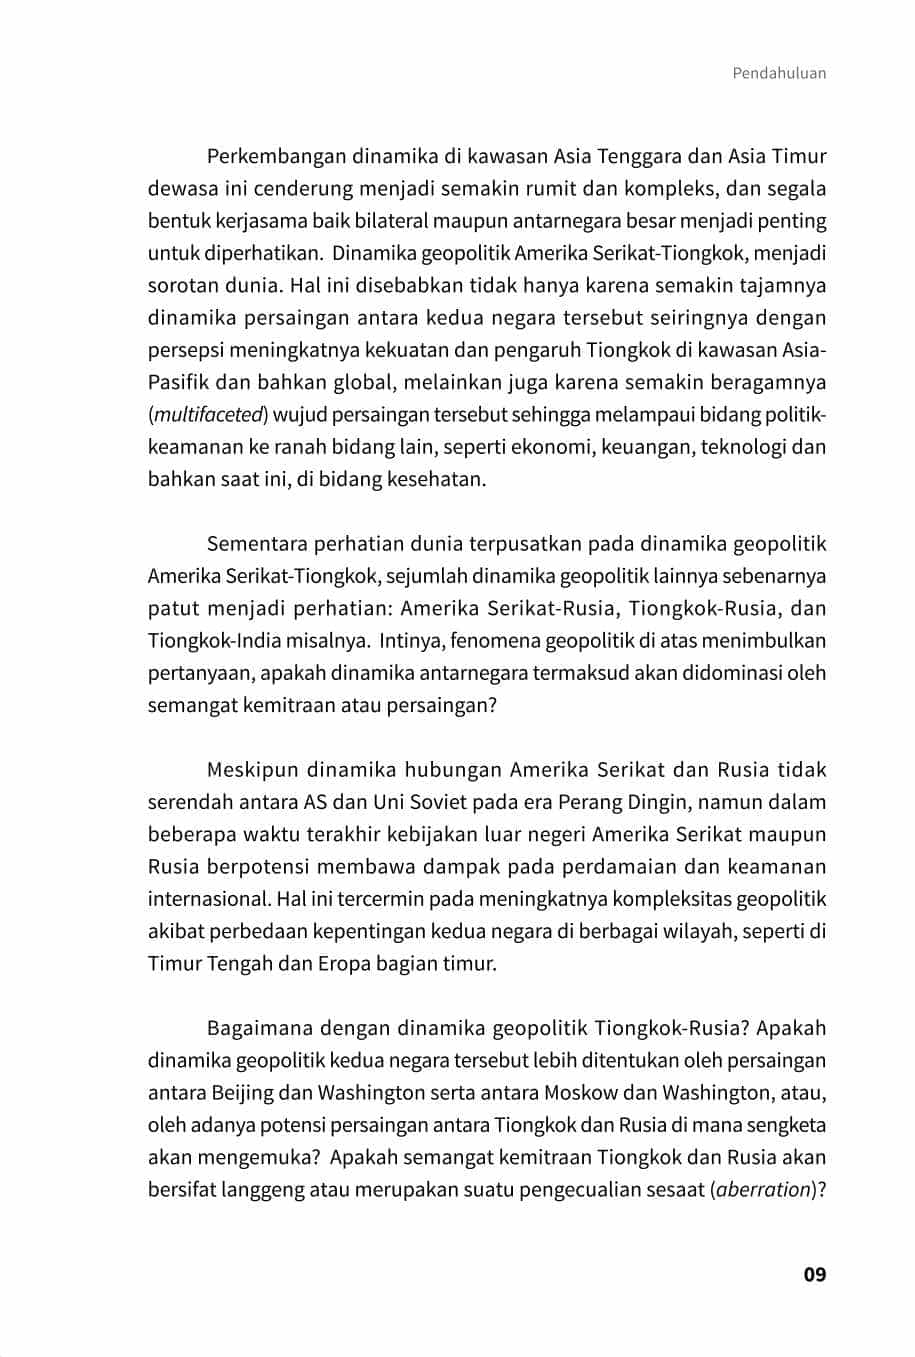 Pendahuluan
Perkembangan dinamika di kawasan Asia Tenggara dan Asia Timur
dewasa ini cenderung menjadi semakin rumit dan kompleks, dan segala
bentuk kerjasama baik bilateral maupun antarnegara besar menjadi penting
untuk diperhatikan.  Dinamika geopolitik Amerika Serikat-Tiongkok, menjadi
sorotan dunia. Hal ini disebabkan tidak hanya karena semakin tajamnya
dinamika persaingan antara kedua negara tersebut seiringnya dengan
persepsi meningkatnya kekuatan dan pengaruh Tiongkok di kawasan Asia-
Pasifik dan bahkan global, melainkan juga karena semakin beragamnya
(multifaceted) wujud persaingan tersebut sehingga melampaui bidang politik-
keamanan ke ranah bidang lain, seperti ekonomi, keuangan, teknologi dan
bahkan saat ini, di bidang kesehatan.
Sementara perhatian dunia terpusatkan pada dinamika geopolitik
Amerika Serikat-Tiongkok, sejumlah dinamika geopolitik lainnya sebenarnya
patut menjadi perhatian: Amerika Serikat-Rusia, Tiongkok-Rusia, dan
Tiongkok-India misalnya.  Intinya, fenomena geopolitik di atas menimbulkan
pertanyaan, apakah dinamika antarnegara termaksud akan didominasi oleh
semangat kemitraan atau persaingan?
Meskipun dinamika hubungan Amerika Serikat dan Rusia tidak
serendah antara AS dan Uni Soviet pada era Perang Dingin, namun dalam
beberapa waktu terakhir kebijakan luar negeri Amerika Serikat maupun
Rusia berpotensi membawa dampak pada perdamaian dan keamanan
internasional. Hal ini tercermin pada meningkatnya kompleksitas geopolitik
akibat perbedaan kepentingan kedua negara di berbagai wilayah, seperti di
Timur Tengah dan Eropa bagian timur.
Bagaimana dengan dinamika geopolitik Tiongkok-Rusia? Apakah
dinamika geopolitik kedua negara tersebut lebih ditentukan oleh persaingan
antara Beijing dan Washington serta antara Moskow dan Washington, atau,
oleh adanya potensi persaingan antara Tiongkok dan Rusia di mana sengketa
akan mengemuka?  Apakah semangat kemitraan Tiongkok dan Rusia akan
bersifat langgeng atau merupakan suatu pengecualian sesaat (aberration)?
09